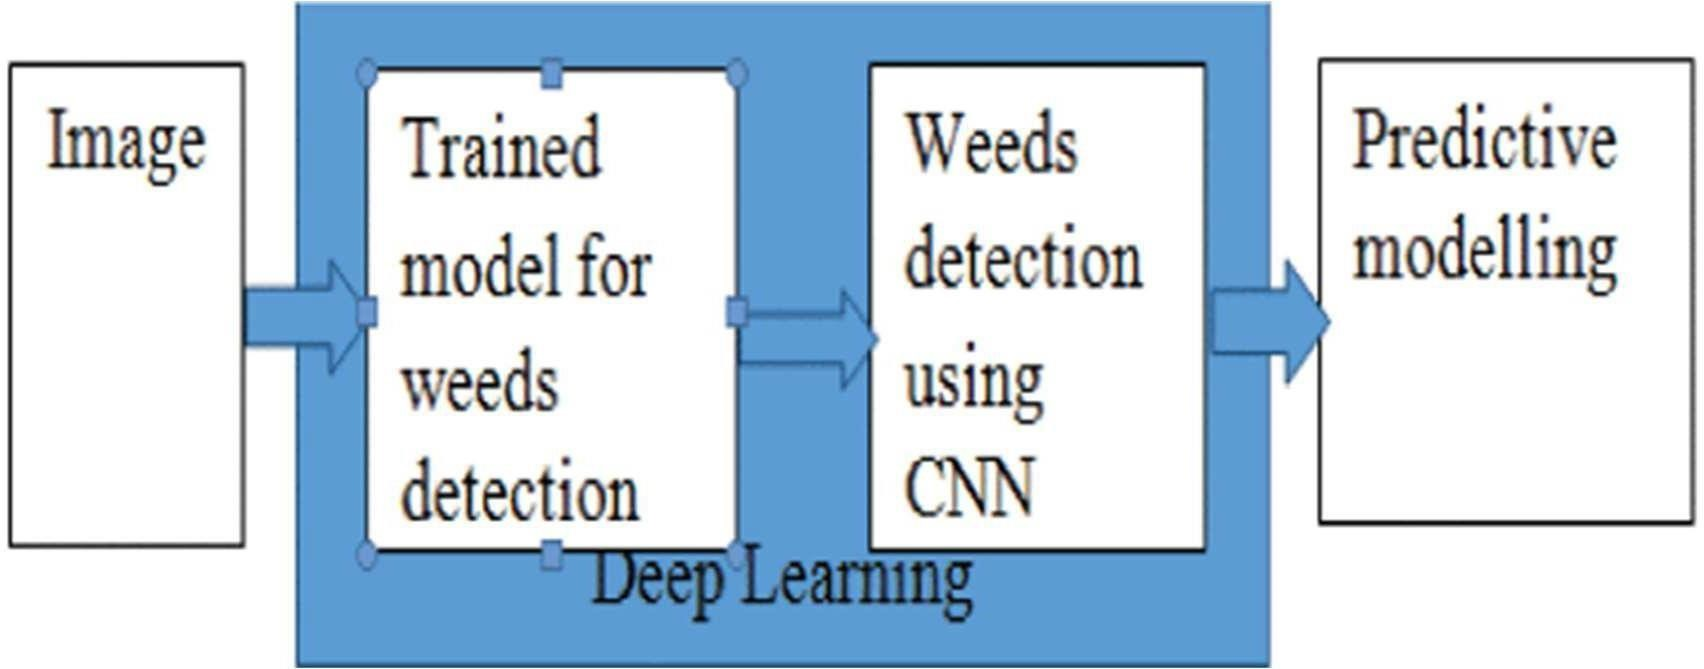 Image
Trained
model for
weeds
detection
Weeds
detection
using
CNN
Predictive
modelling
Deep Learning